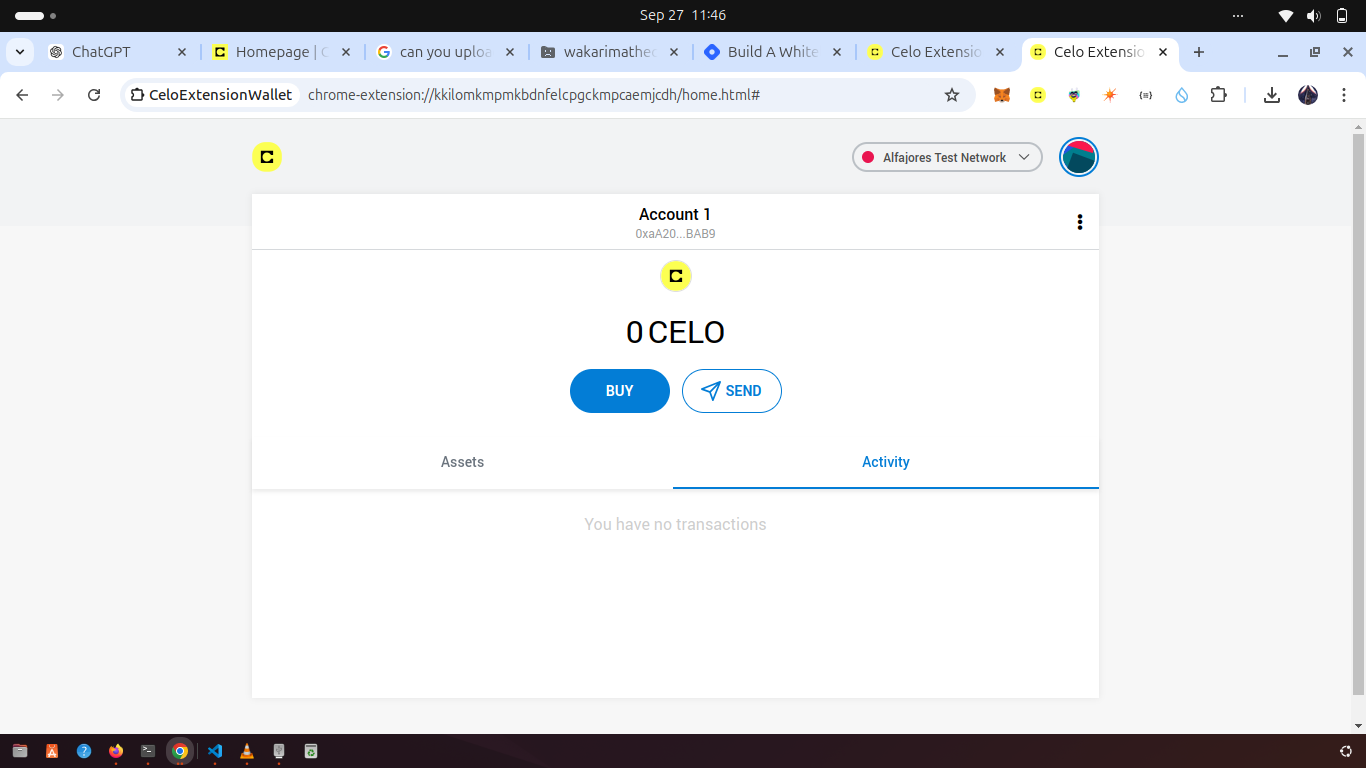 Sep 27 11:46
ChatGPT
Homepage | C
can you uploa
wakarimathec
Build A White
Celo Extensio
Celo Extensio
CeloExtensionWallet
chrome-extension://kkilomkmpmkbdnfelcpgckmpcaemjcdh/home.html#
Alfajores Test Network
Account 1
0xaA20...BAB9
0 CELO
BUY
SEND
Assets
Activity
You have no transactions